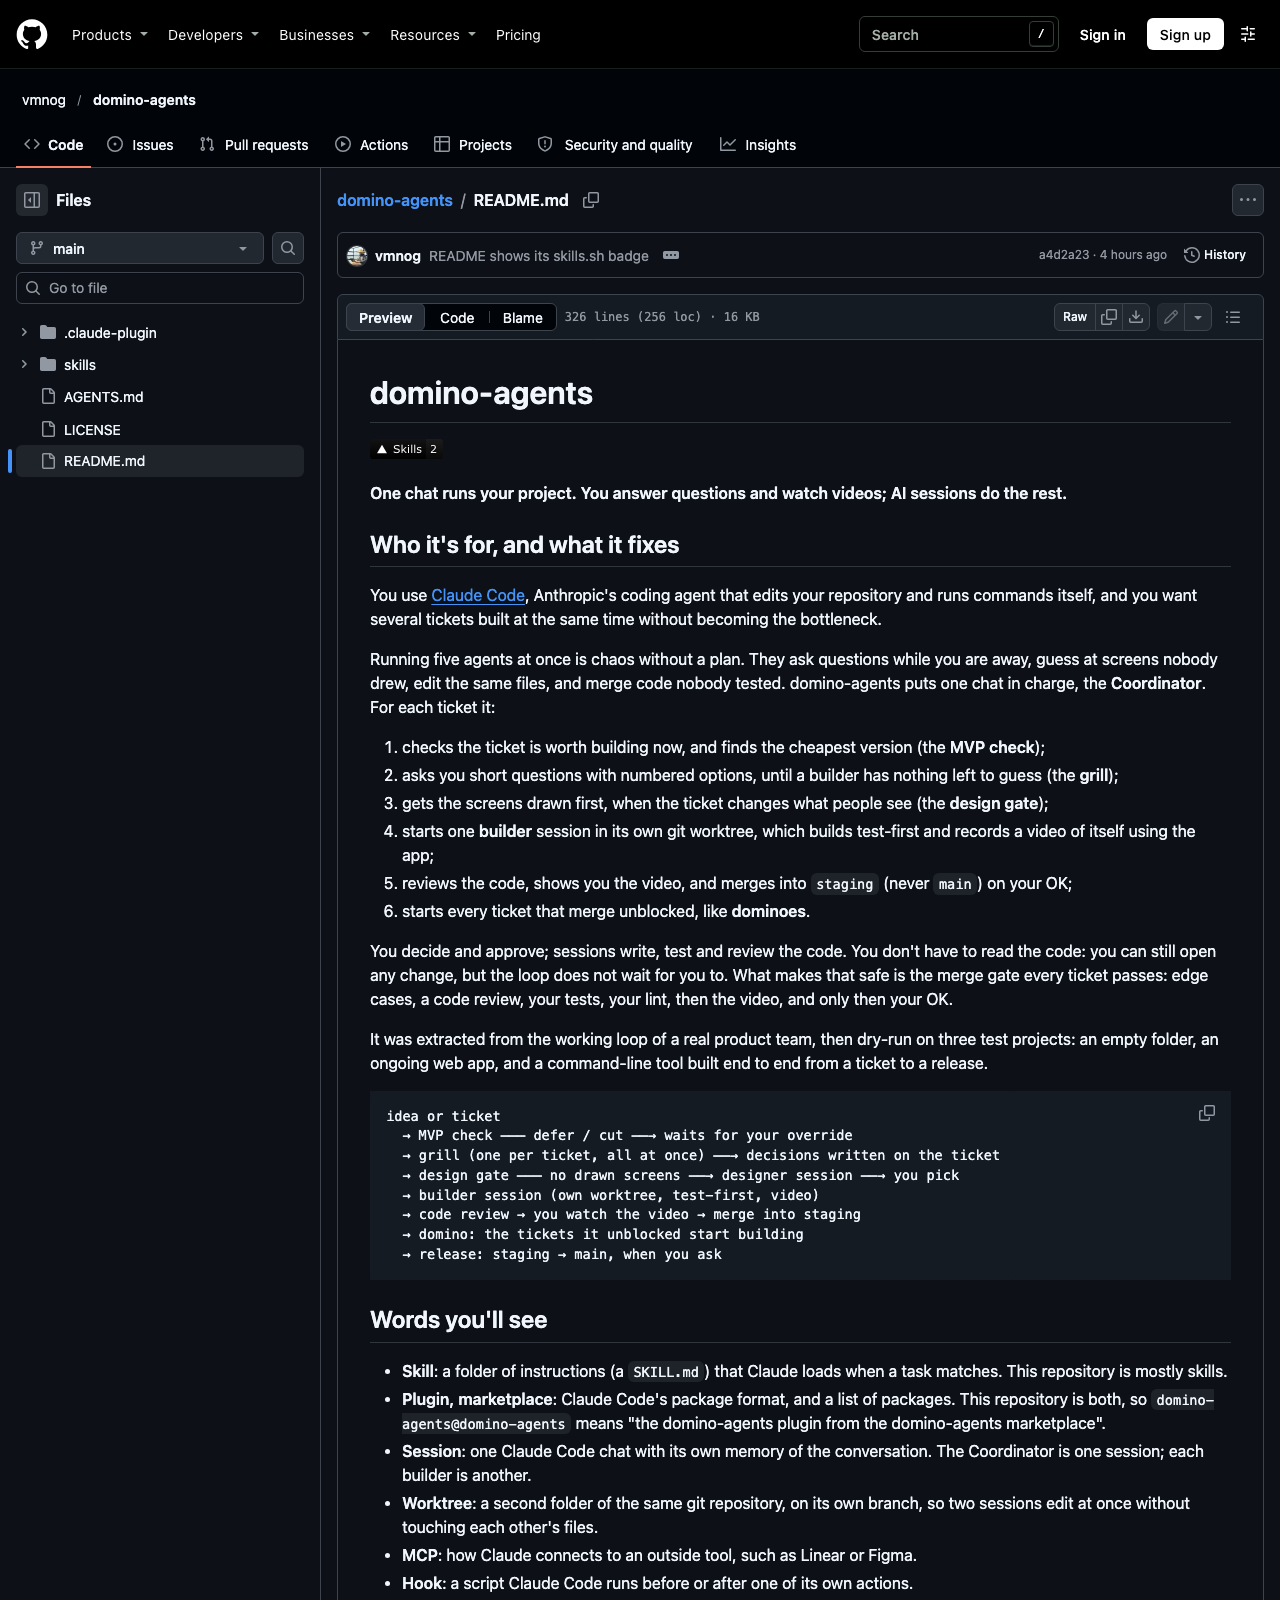 Products Developers Businesses Resources Pricing Search / Sign in Sign up
vmnog / domino-agents
Code Issues Pull requests Actions Projects Security and quality Insights
Files
main
Go to file
.claude-plugin
skills
AGENTS.md
LICENSE
README.md
domino-agents / README.md
vmnog README shows its skills.sh badge a4d2a23 · 4 hours ago History
Preview Code Blame 326 lines (256 loc) · 16 KB Raw
domino-agents
▲ Skills 2
One chat runs your project. You answer questions and watch videos; AI sessions do the rest.
Who it's for, and what it fixes
You use Claude Code, Anthropic's coding agent that edits your repository and runs commands itself, and you want
several tickets built at the same time without becoming the bottleneck.
Running five agents at once is chaos without a plan. They ask questions while you are away, guess at screens nobody
drew, edit the same files, and merge code nobody tested. domino-agents puts one chat in charge, the Coordinator.
For each ticket it:
1. checks the ticket is worth building now, and finds the cheapest version (the MVP check);
2. asks you short questions with numbered options, until a builder has nothing left to guess (the grill);
3. gets the screens drawn first, when the ticket changes what people see (the design gate);
4. starts one builder session in its own git worktree, which builds test-first and records a video of itself using the
app;
5. reviews the code, shows you the video, and merges into staging (never main) on your OK;
6. starts every ticket that merge unblocked, like dominoes.
You decide and approve; sessions write, test and review the code. You don't have to read the code: you can still open
any change, but the loop does not wait for you to. What makes that safe is the merge gate every ticket passes: edge
cases, a code review, your tests, your lint, then the video, and only then your OK.
It was extracted from the working loop of a real product team, then dry-run on three test projects: an empty folder, an
ongoing web app, and a command-line tool built end to end from a ticket to a release.
idea or ticket
→ MVP check ─── defer / cut ──→ waits for your override
→ grill (one per ticket, all at once) ──→ decisions written on the ticket
→ design gate ─── no drawn screens ──→ designer session ──→ you pick
→ builder session (own worktree, test-first, video)
→ code review → you watch the video → merge into staging
→ domino: the tickets it unblocked start building
→ release: staging → main, when you ask
Words you'll see
• Skill: a folder of instructions (a SKILL.md) that Claude loads when a task matches. This repository is mostly skills.
• Plugin, marketplace: Claude Code's package format, and a list of packages. This repository is both, so domino-
agents@domino-agents means "the domino-agents plugin from the domino-agents marketplace".
• Session: one Claude Code chat with its own memory of the conversation. The Coordinator is one session; each
builder is another.
• Worktree: a second folder of the same git repository, on its own branch, so two sessions edit at once without
touching each other's files.
• MCP: how Claude connects to an outside tool, such as Linear or Figma.
• Hook: a script Claude Code runs before or after one of its own actions.